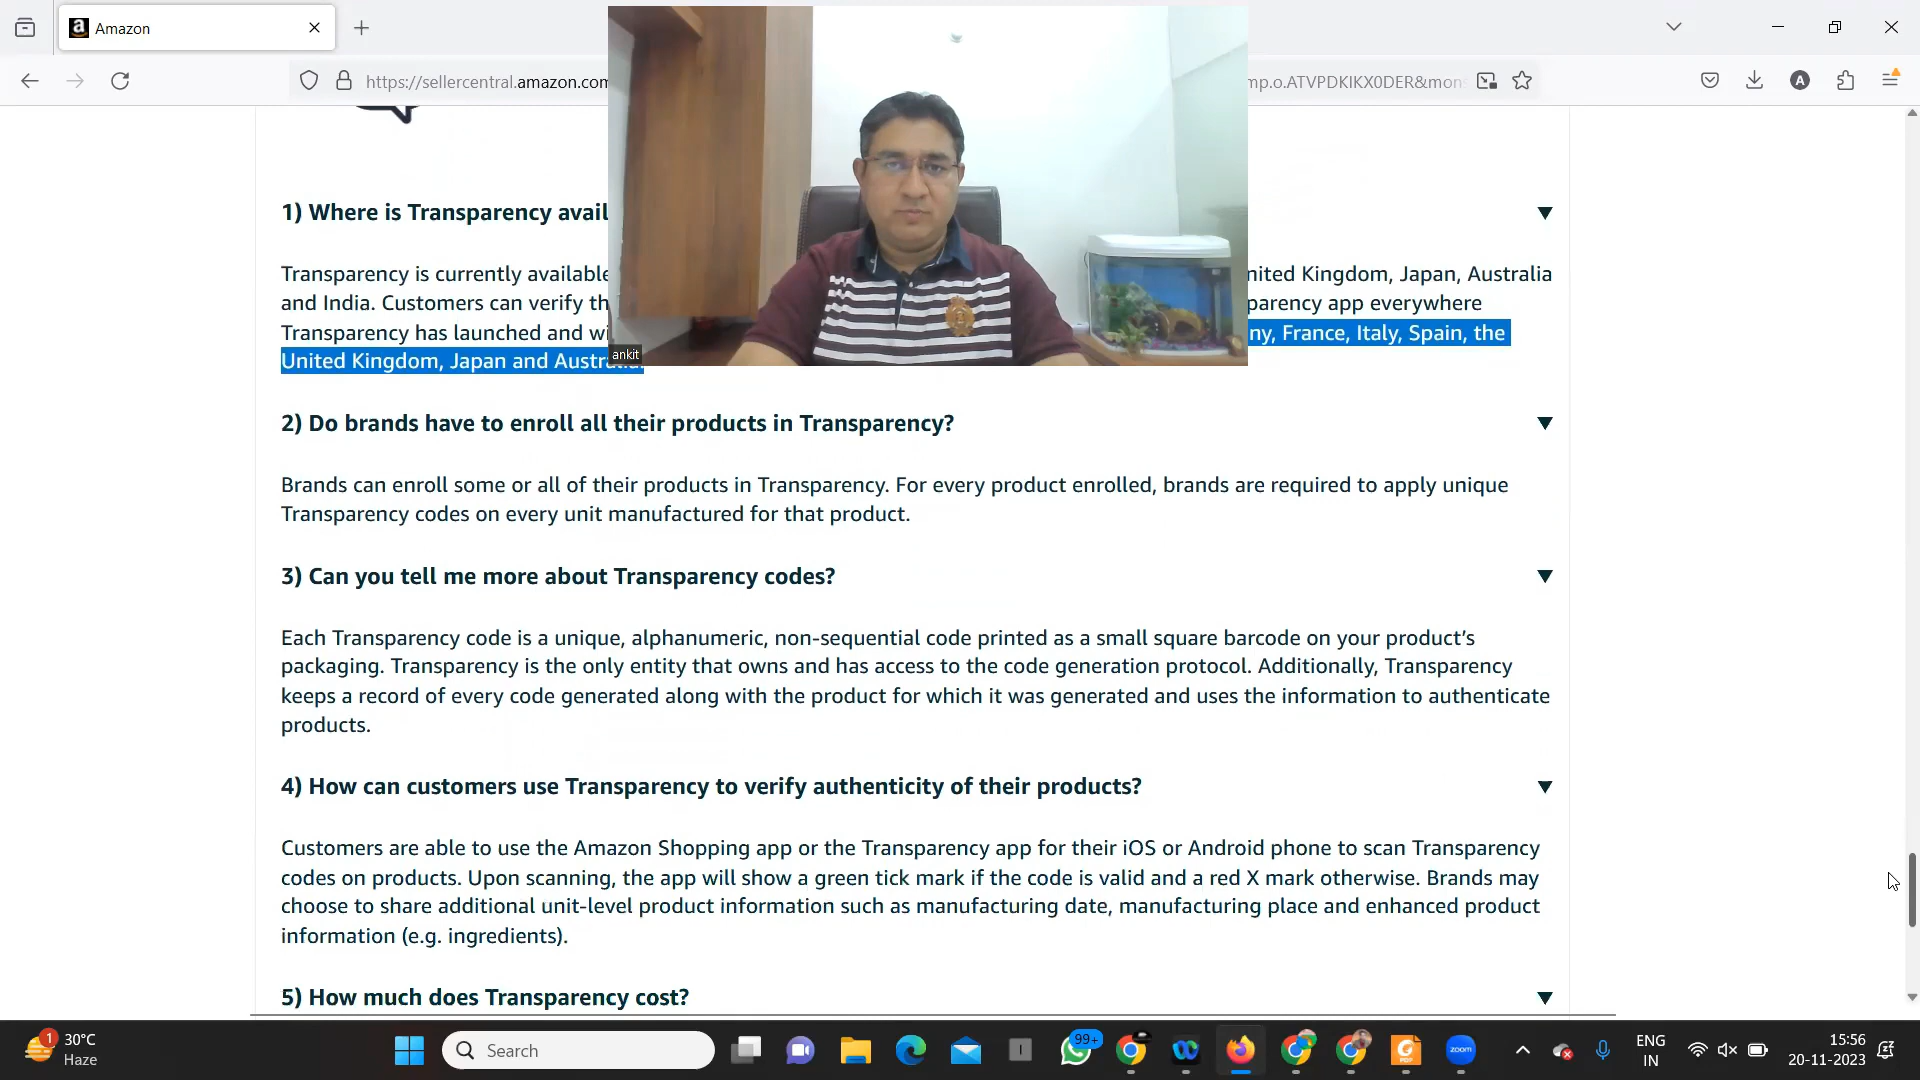 Amazon
https://sellercentral.amazon.com
mp.o.ATVPDKIKX0DER&mons
A
ankit
1) Where is Transparency avail
Transparency is currently available
nited Kingdom, Japan, Australia
and India. Customers can verify th
parency app everywhere
Transparency has launched and wi
ny, France, Italy, Spain, the
United Kingdom, Japan and Australia.
2) Do brands have to enroll all their products in Transparency?
Brands can enroll some or all of their products in Transparency. For every product enrolled, brands are required to apply unique
Transparency codes on every unit manufactured for that product.
3) Can you tell me more about Transparency codes?
Each Transparency code is a unique, alphanumeric, non-sequential code printed as a small square barcode on your product's
packaging. Transparency is the only entity that owns and has access to the code generation protocol. Additionally, Transparency
keeps a record of every code generated along with the product for which it was generated and uses the information to authenticate
products.
4) How can customers use Transparency to verify authenticity of their products?
Customers are able to use the Amazon Shopping app or the Transparency app for their iOS or Android phone to scan Transparency
codes on products. Upon scanning, the app will show a green tick mark if the code is valid and a red X mark otherwise. Brands may
choose to share additional unit-level product information such as manufacturing date, manufacturing place and enhanced product
information (e.g. ingredients).
5) How much does Transparency cost?
1
30°C
Haze
Search
99+
zoom
ENG
IN
15:56
20-11-2023